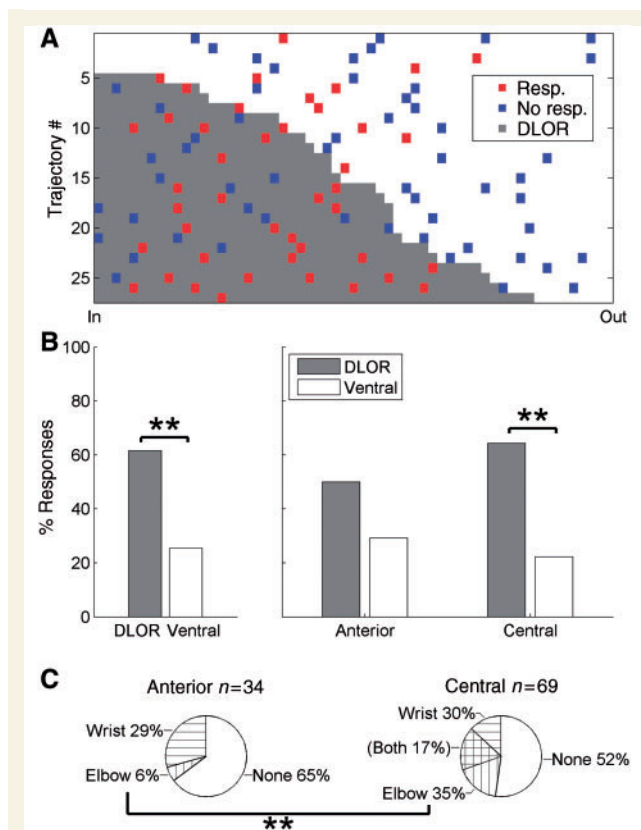 A
5
10
15
20
25
Trajectory #
Resp.
No resp.
DLOR
In
Out
B
100
80
60
40
20
0
% Responses
DLOR
Ventral
**
**
DLOR Ventral
Anterior
Central
C
Anterior n=34
Central n=69
Wrist 29%
Elbow 6%
None 65%
Wrist 30%
(Both 17%)
Elbow 35%
None 52%
**